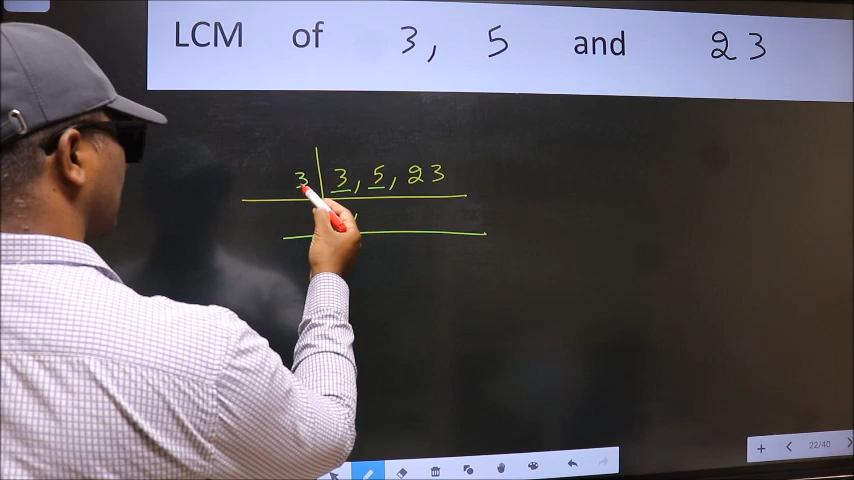 LCM of 3, 5 and 23
3 3, 5, 23
,
22/40